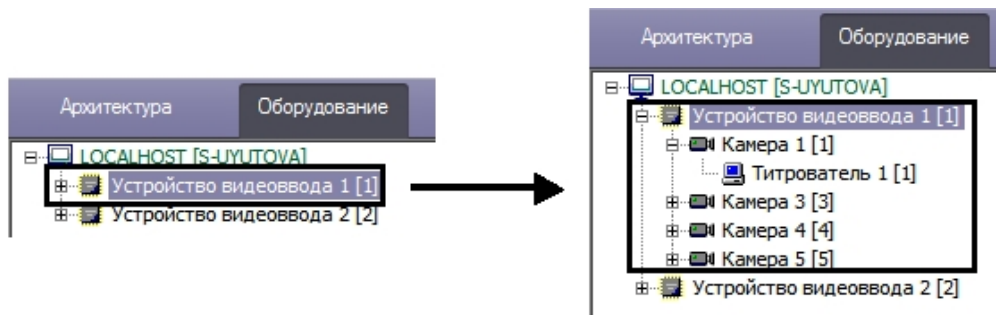 Архитектура Оборудование
LOCALHOST [S-UYUTOVA]
Устройство видеоввода 1 [1]
Устройство видеоввода 2 [2]
Архитектура Оборудование
LOCALHOST [S-UYUTOVA]
Устройство видеоввода 1 [1]
Камера 1 [1]
Титрователь 1 [1]
Камера 3 [3]
Камера 4 [4]
Камера 5 [5]
Устройство видеоввода 2 [2]